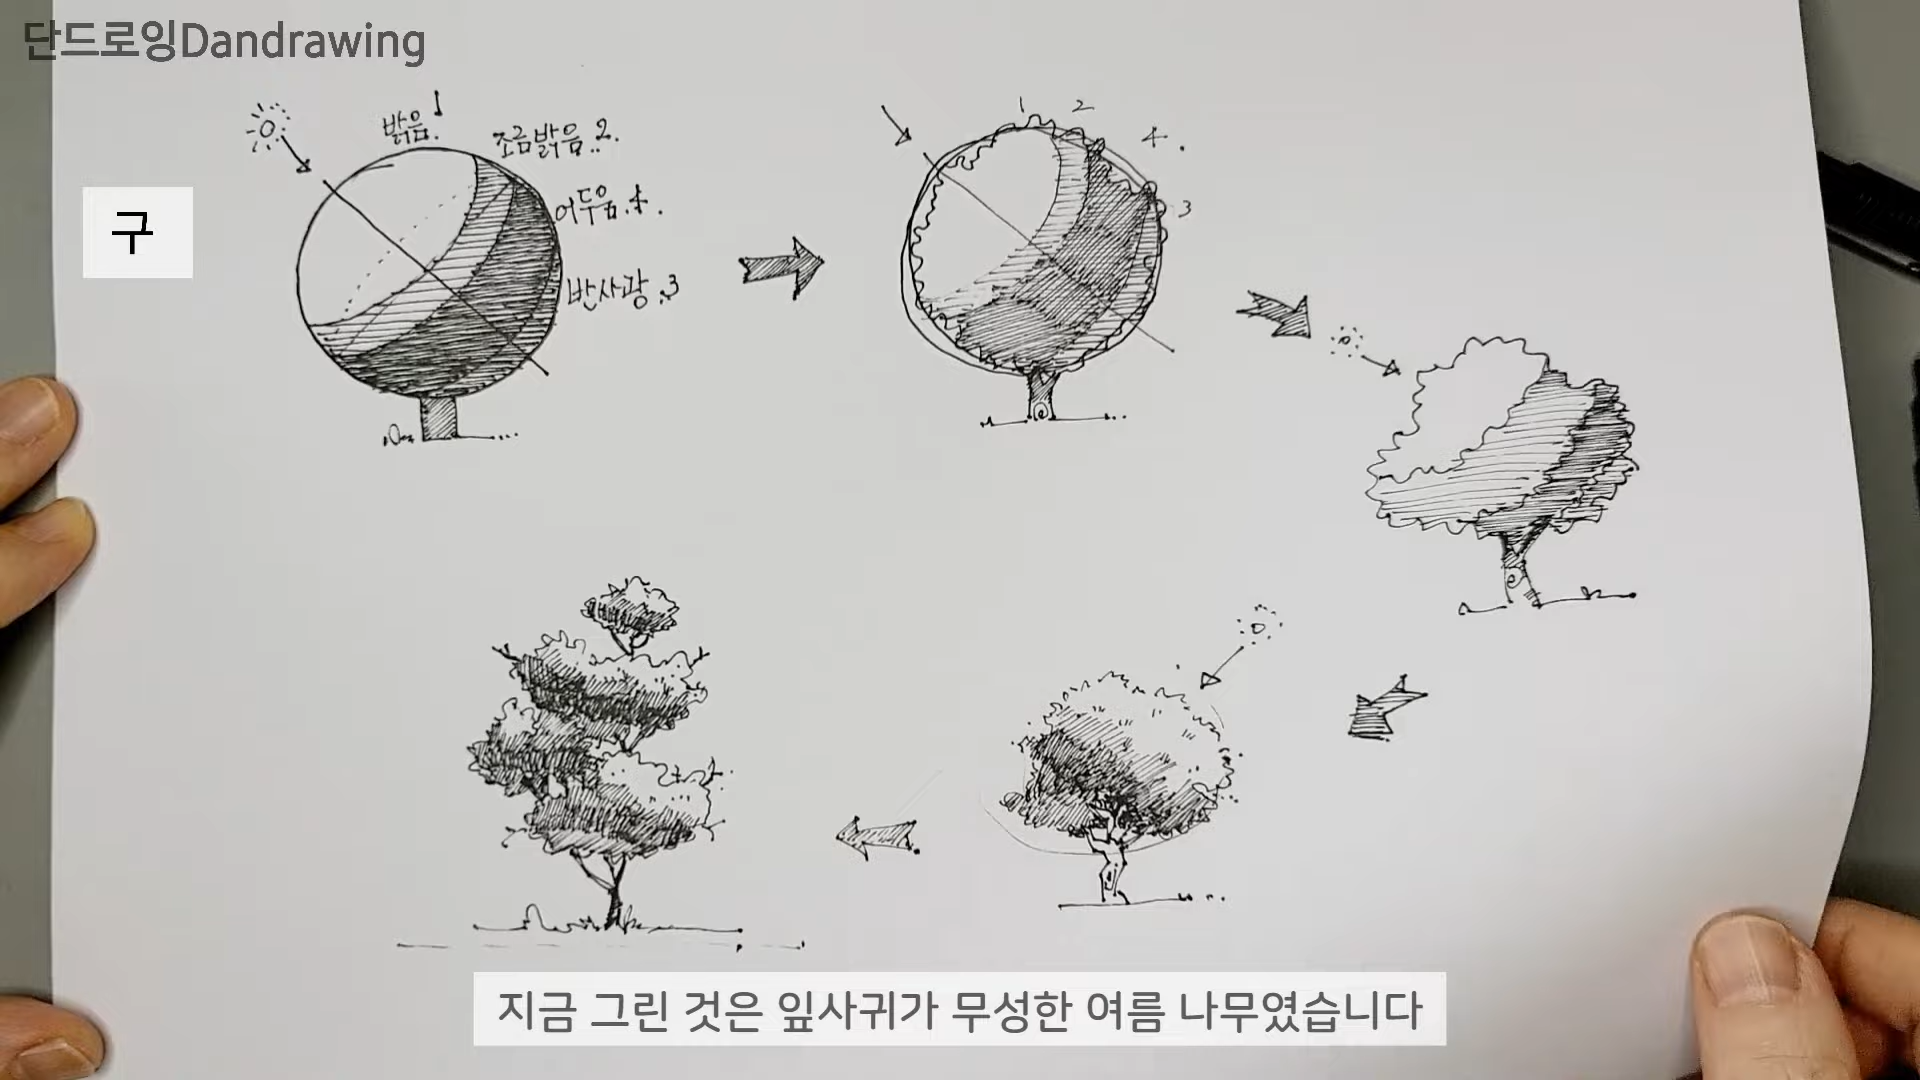 단드로잉Dandrawing
밝음.1
조금밝음.2.
어두움.4.
반사광.3
구
1
2
4.
3
지금 그린 것은 잎사귀가 무성한 여름 나무였습니다